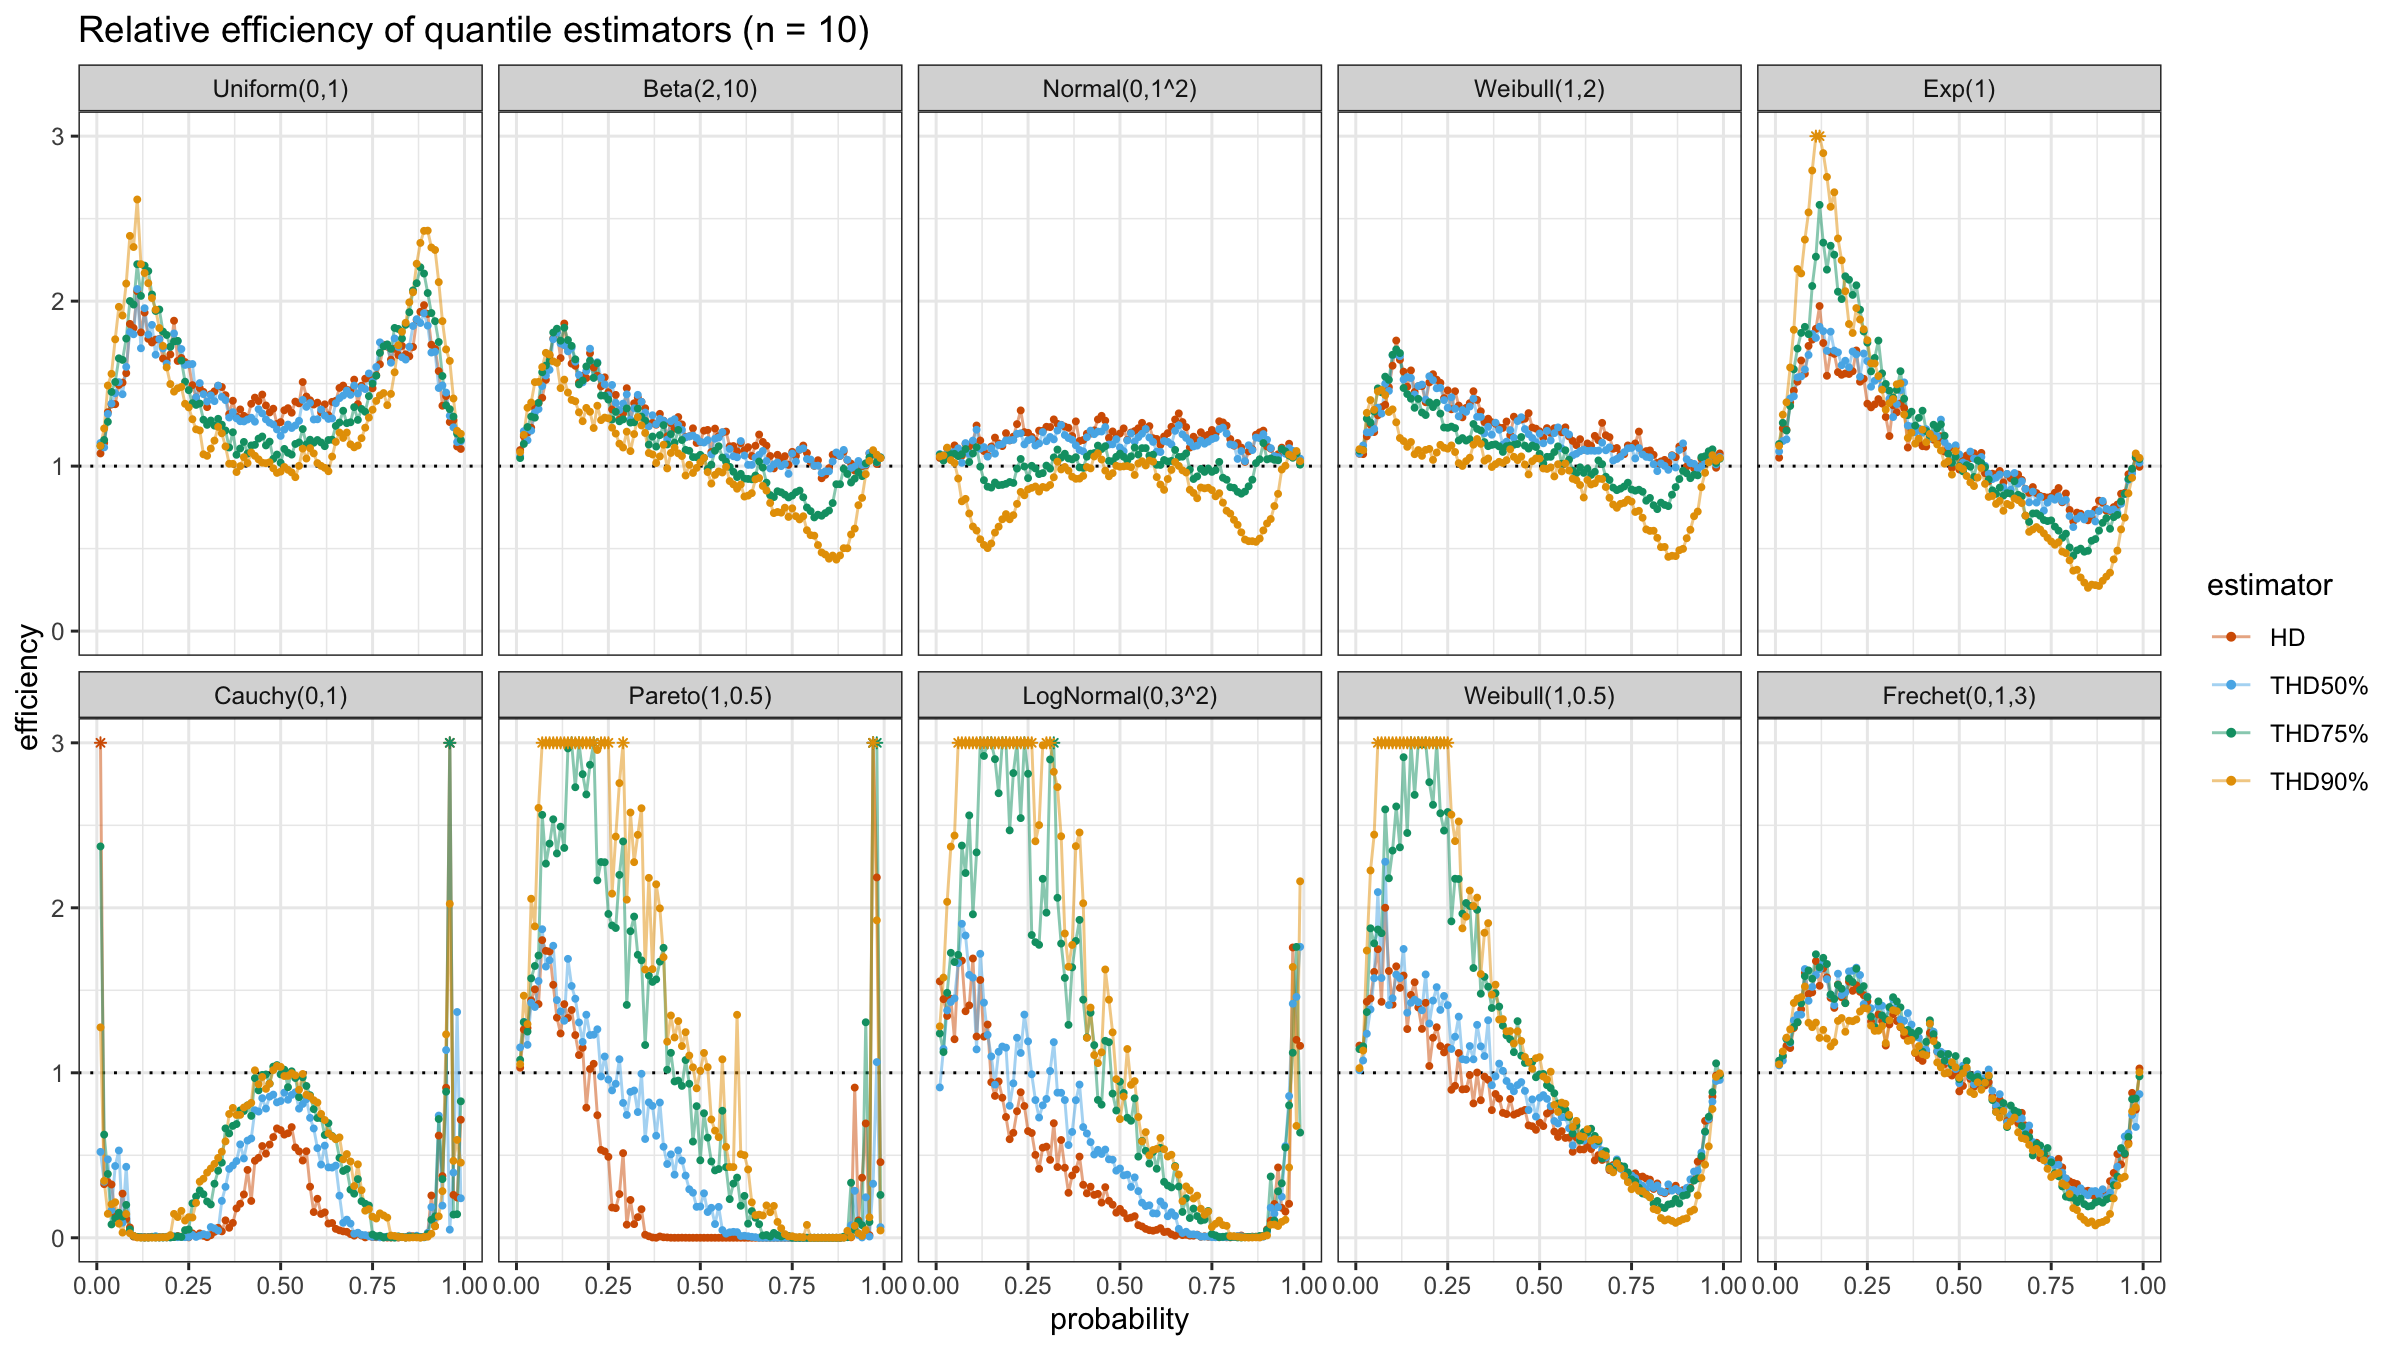 Relative efficiency of quantile estimators (n = 10)
Uniform(0,1)
Beta(2,10)
Normal(0,1^2)
Weibull(1,2)
Exp(1)
3
2
1
0
efficiency
Cauchy(0,1)
Pareto(1,0.5)
LogNormal(0,3^2)
Weibull(1,0.5)
Frechet(0,1,3)
3
2
1
0
0.00 0.25 0.50 0.75 1.00
0.00 0.25 0.50 0.75 1.00
0.00 0.25 0.50 0.75 1.00
0.00 0.25 0.50 0.75 1.00
0.00 0.25 0.50 0.75 1.00
probability
estimator
HD
THD50%
THD75%
THD90%